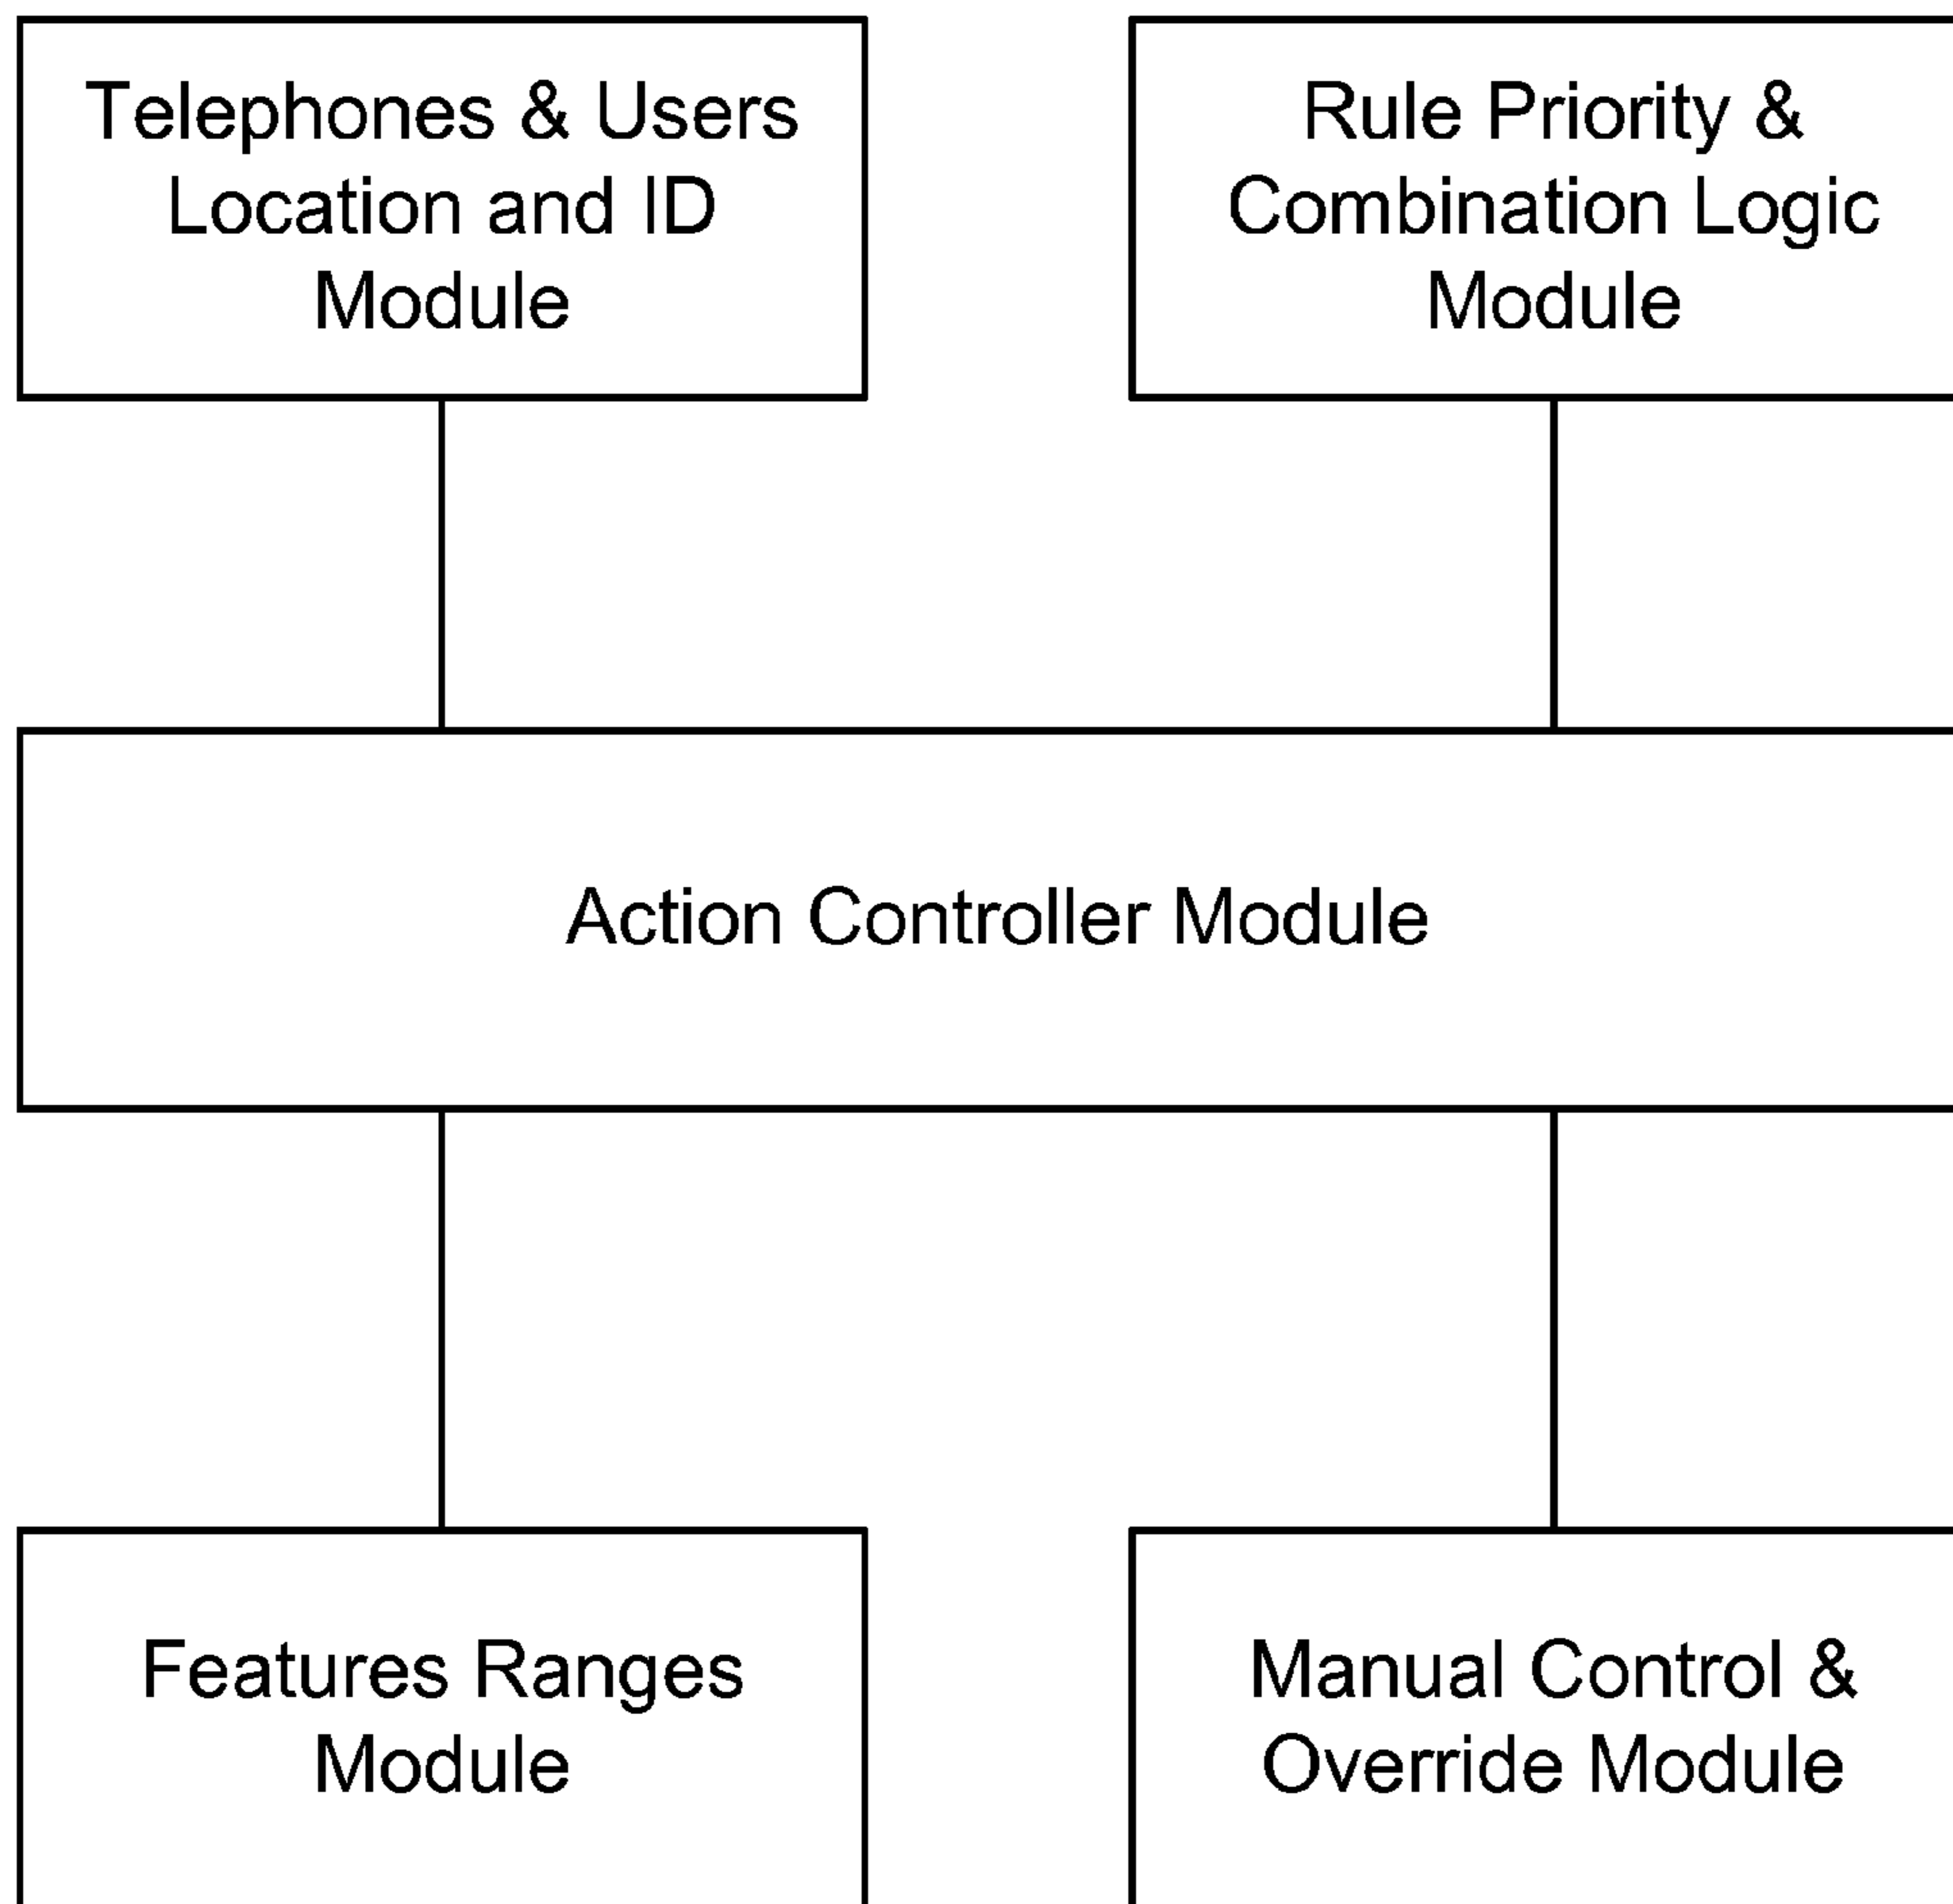 Telephones & Users
Location and ID
Module
Rule Priority &
Combination Logic
Module
Action Controller Module
Features Ranges
Module
Manual Control &
Override Module